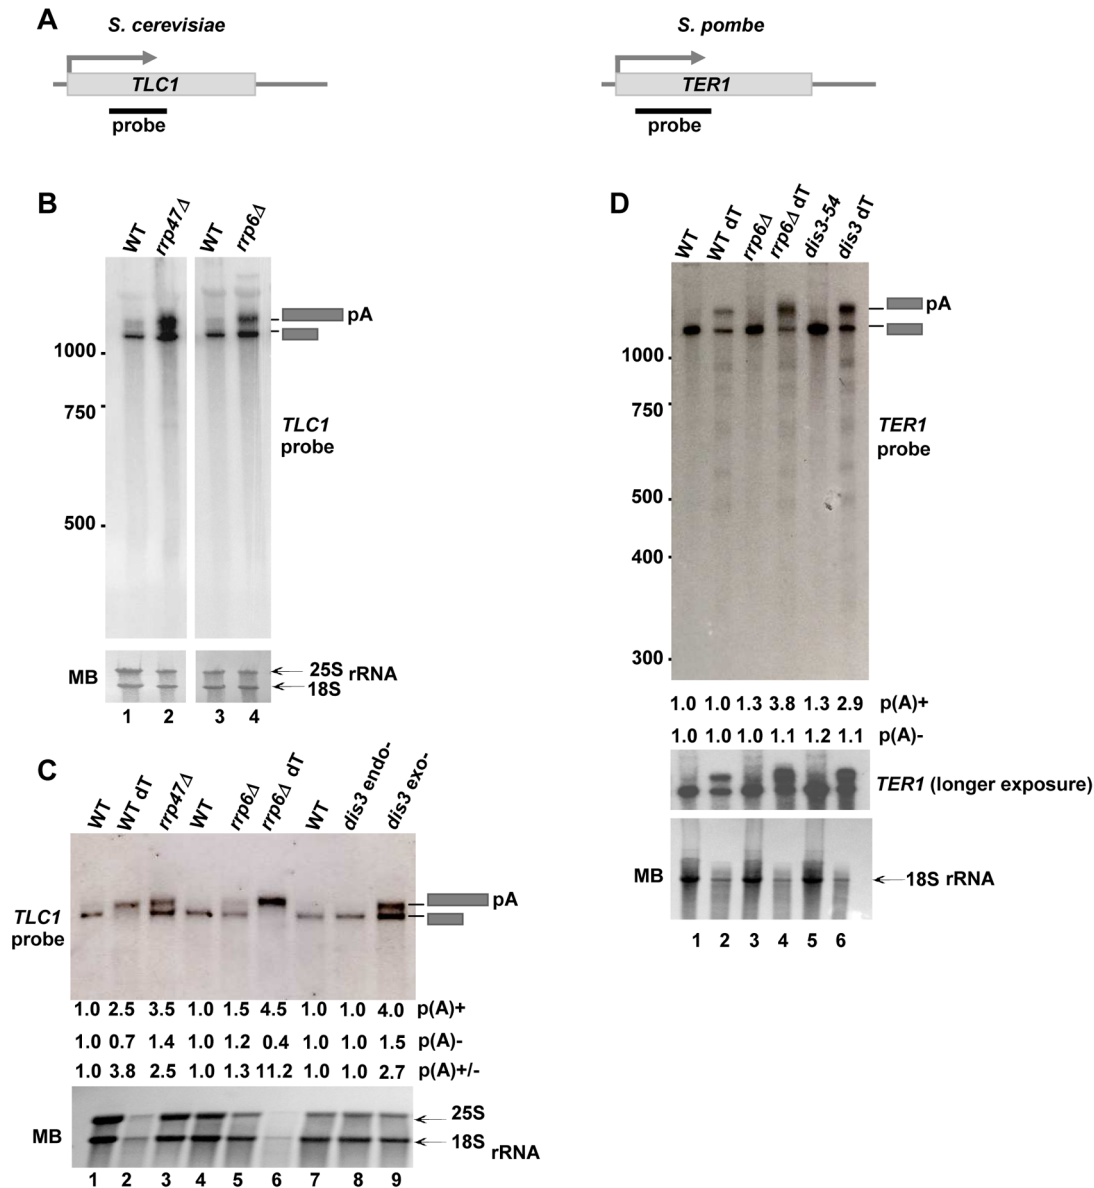 A
S. cerevisiae
S. pombe
TLC1
TER1
probe
probe
B
WT
rrp47Δ
WT
rrp6Δ
pA
1000
750
500
TLC1
probe
MB
25S
18S
rRNA
1 2 3 4
C
WT
WT dT
rrp47Δ
WT
rrp6Δ
rrp6Δ dT
WT
dis3 endo-
dis3 exo-
pA
TLC1
probe
1.0 2.5 3.5 1.0 1.5 4.5 1.0 1.0 4.0 p(A)+
1.0 0.7 1.4 1.0 1.2 0.4 1.0 1.0 1.5 p(A)-
1.0 3.8 2.5 1.0 1.3 11.2 1.0 1.0 2.7 p(A)+/-
MB
25S
18S
rRNA
1 2 3 4 5 6 7 8 9
D
WT
WT dT
rrp6Δ
rrp6Δ dT
dis3-54
dis3 dT
pA
1000
750
500
400
300
TER1
probe
1.0 1.0 1.3 3.8 1.3 2.9 p(A)+
1.0 1.0 1.0 1.1 1.2 1.1 p(A)-
TER1 (longer exposure)
MB
18S rRNA
1 2 3 4 5 6